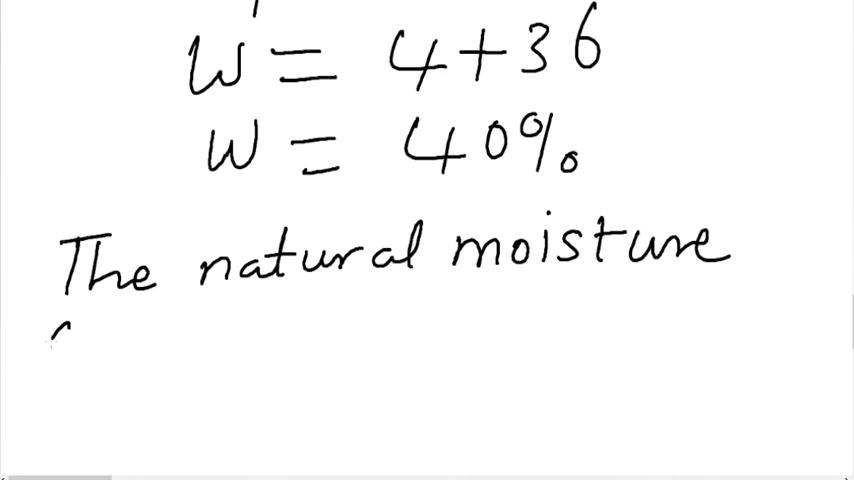 W = 4+36
W = 40%
The natural moisture